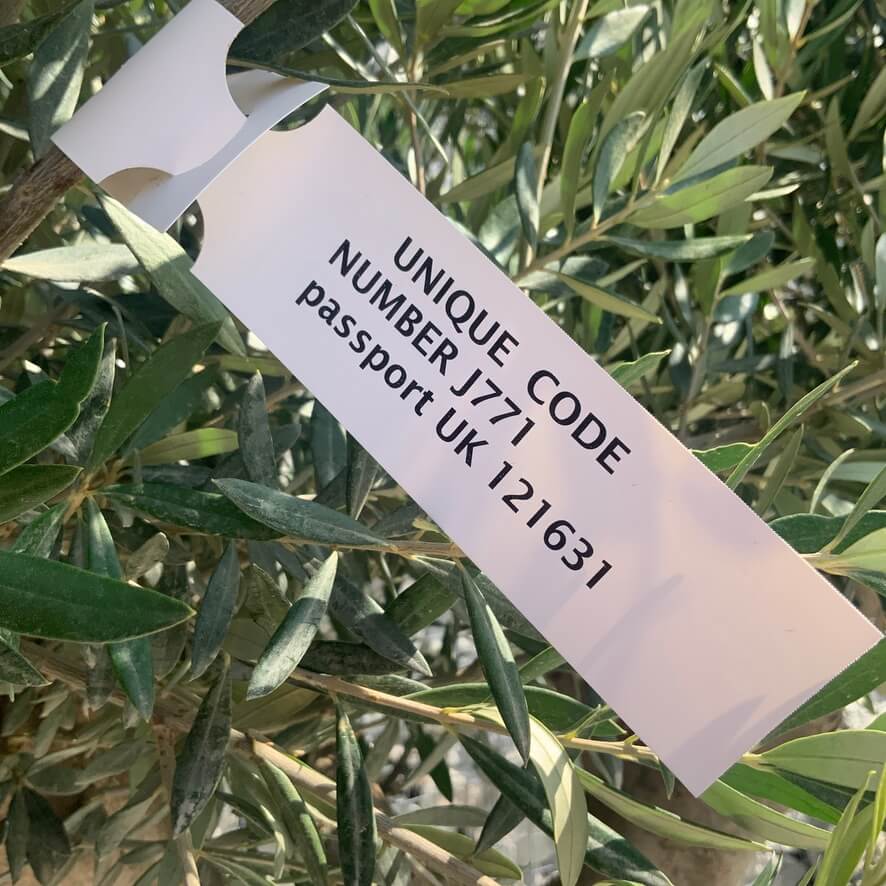 UNIQUE CODE
NUMBER J771
passport UK 121631